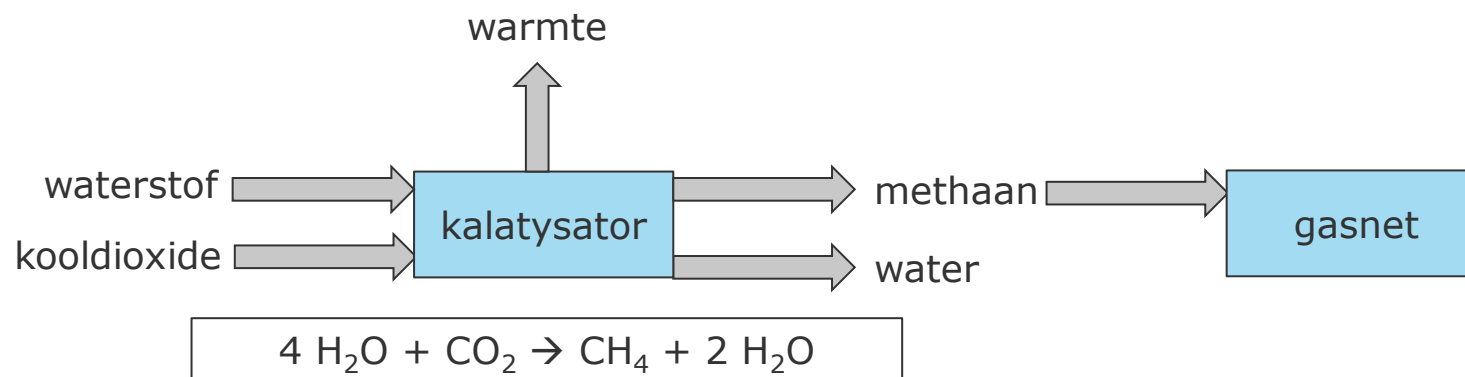 warmte
waterstof
kooldioxide
kalatysator
methaan
water
gasnet
4 H₂O + CO₂ → CH₄ + 2 H₂O